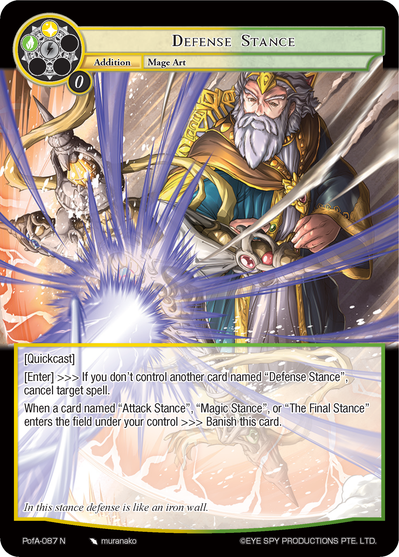 Defense Stance
Addition Mage Art
0
[Quickcast]
[Enter] >>> If you don't control another card named “Defense Stance”,
cancel target spell.
When a card named “Attack Stance”, “Magic Stance”, or “The Final Stance”
enters the field under your control >>> Banish this card.
In this stance defense is like an iron wall.
PofA-087 N muranako ©EYE SPY PRODUCTIONS PTE. LTD.